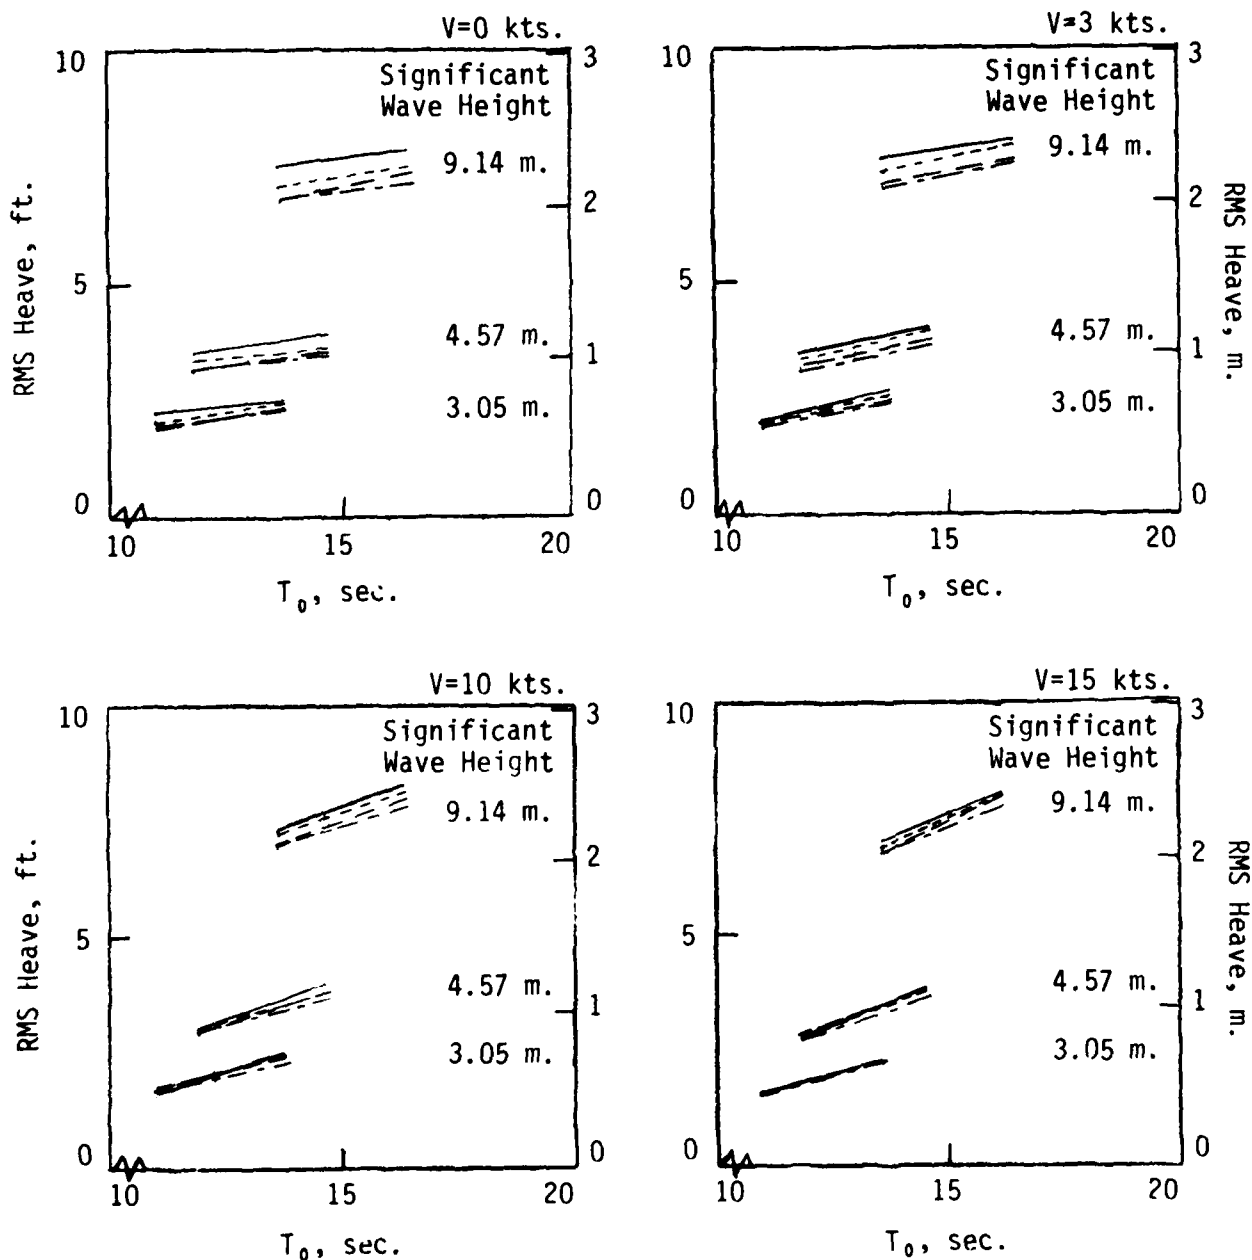 V=0 kts.
10
3
Significant
Wave Height
9.14 m.
2
RMS Heave, ft.
5
4.57 m.
1
3.05 m.
0
0
10
15
20
T₀, sec.
V=3 kts.
10
3
Significant
Wave Height
9.14 m.
2
RMS Heave, m.
5
4.57 m.
1
3.05 m.
0
0
10
15
20
T₀, sec.
V=10 kts.
10
3
Significant
Wave Height
9.14 m.
2
RMS Heave, ft.
5
4.57 m.
1
3.05 m.
0
0
10
15
20
T₀, sec.
V=15 kts.
10
3
Significant
Wave Height
9.14 m.
2
RMS Heave, m.
5
4.57 m.
1
3.05 m.
0
0
10
15
20
T₀, sec.